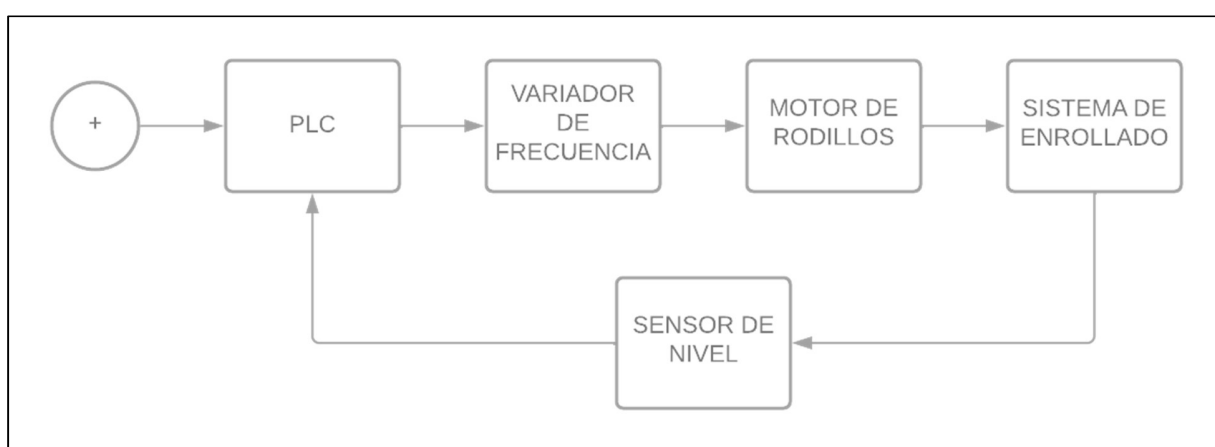 +
PLC
VARIADOR
DE
FRECUENCIA
MOTOR DE
RODILLOS
SISTEMA DE
ENROLLADO
SENSOR DE
NIVEL